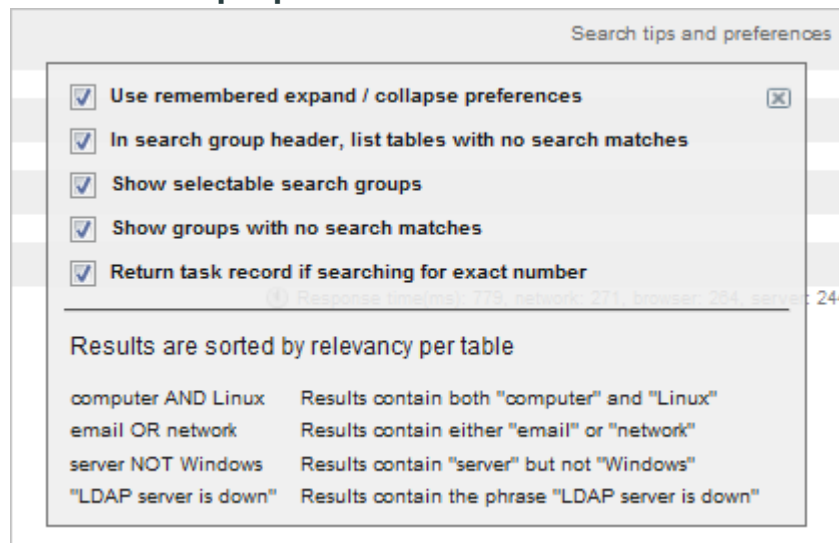 Search tips and preferences
Use remembered expand / collapse preferences
In search group header, list tables with no search matches
Show selectable search groups
Show groups with no search matches
Return task record if searching for exact number
Response time(ms): 779, network: 271, browser: 264, server: 244
Results are sorted by relevancy per table
computer AND Linux Results contain both "computer" and "Linux"
email OR network Results contain either "email" or "network"
server NOT Windows Results contain "server" but not "Windows"
"LDAP server is down" Results contain the phrase "LDAP server is down"